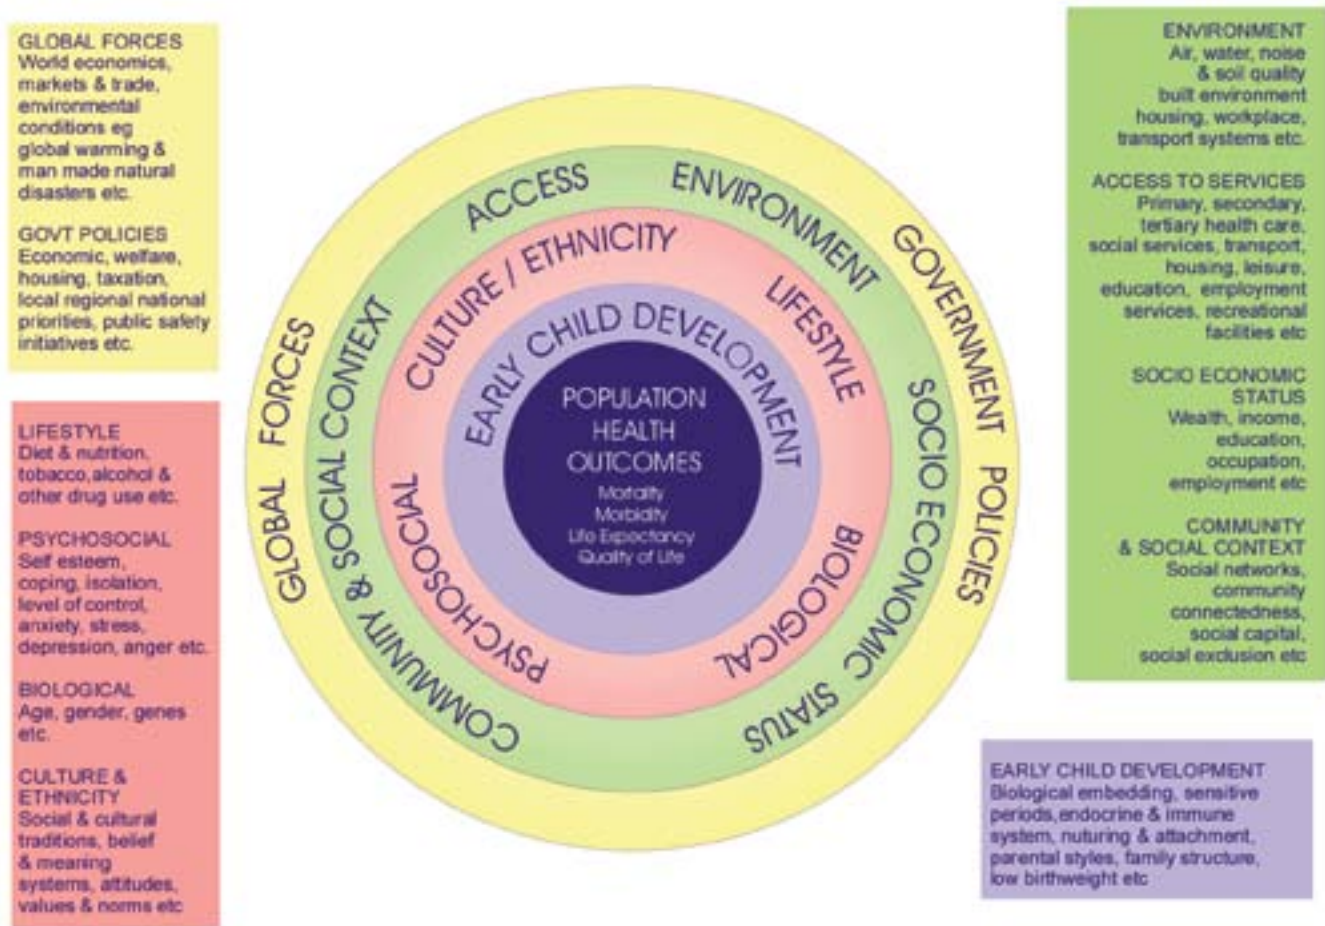 GLOBAL FORCES
World economics,
markets & trade,
environmental
conditions eg
global warming &
man made natural
disasters etc.
GOVT POLICIES
Economic, welfare,
housing, taxation,
local regional national
priorities, public safety
initiatives etc.
LIFESTYLE
Diet & nutrition,
tobacco,alcohol &
other drug use etc.
PSYCHOSOCIAL
Self esteem,
coping, isolation,
level of control,
anxiety, stress,
depression, anger etc.
BIOLOGICAL
Age, gender, genes
etc.
CULTURE &
ETHNICITY
Social & cultural
traditions, belief
& meaning
systems, attitudes,
values & norms etc
GLOBAL FORCES
GOVERNMENT POLICIES
COMMUNITY & SOCIAL CONTEXT
ACCESS
ENVIRONMENT
SOCIO ECONOMIC STATUS
PSYCHOSOCIAL
CULTURE / ETHNICITY
LIFESTYLE
BIOLOGICAL
EARLY CHILD DEVELOPMENT
POPULATION
HEALTH
OUTCOMES
Mortality
Morbidity
Life Expectancy
Quality of Life
ENVIRONMENT
Air, water, noise
& soil quality
built environment
housing, workplace,
transport systems etc.
ACCESS TO SERVICES
Primary, secondary,
tertiary health care,
social services, transport,
housing, leisure,
education, employment
services, recreational
facilities etc
SOCIO ECONOMIC
STATUS
Wealth, income,
education,
occupation,
employment etc
COMMUNITY
& SOCIAL CONTEXT
Social networks,
community
connectedness,
social capital,
social exclusion etc
EARLY CHILD DEVELOPMENT
Biological embedding, sensitive
periods,endocrine & immune
system, nuturing & attachment,
parental styles, family structure,
low birthweight etc